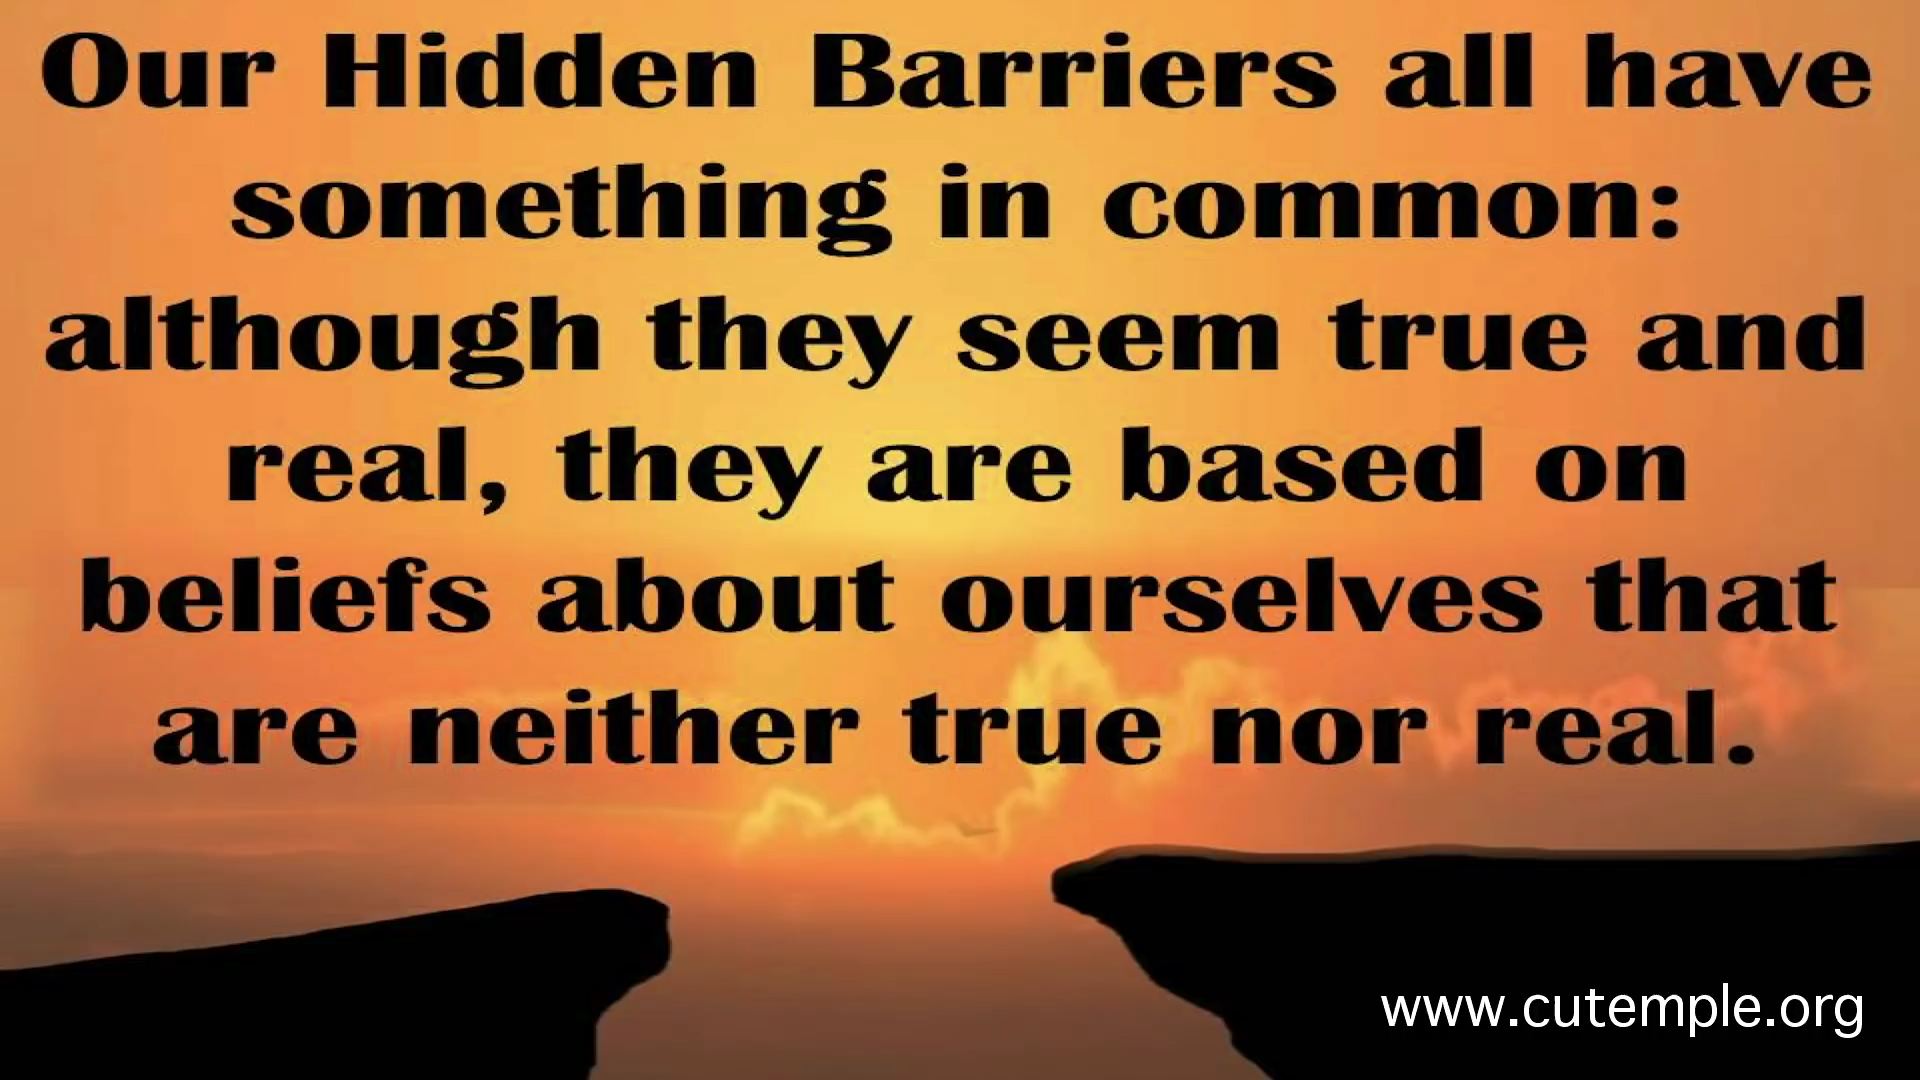 Our Hidden Barriers all have
something in common:
although they seem true and
real, they are based on
beliefs about ourselves that
are neither true nor real.
www.cutemple.org